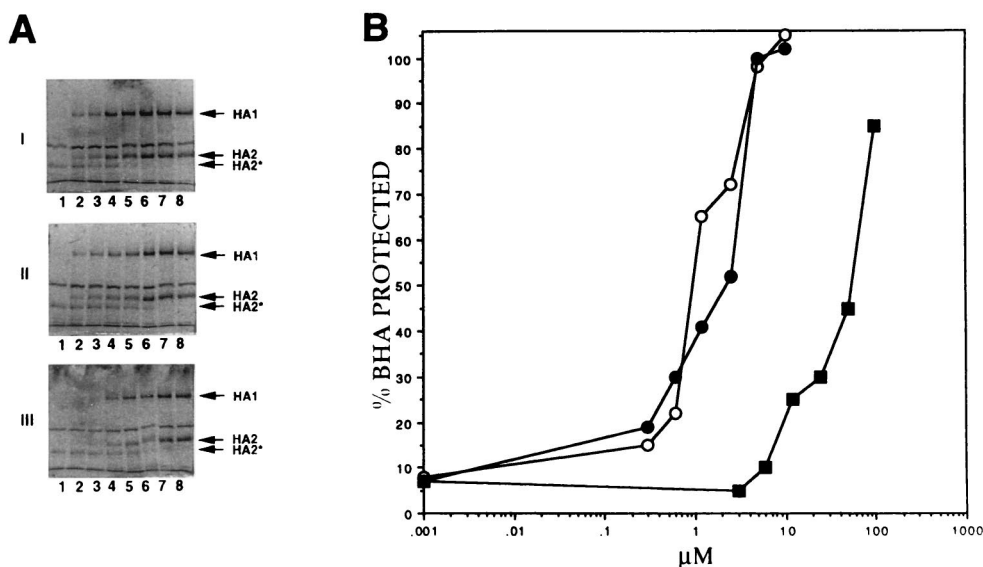 A
I
HA1
HA2
HA2*
1 2 3 4 5 6 7 8
II
HA1
HA2
HA2*
1 2 3 4 5 6 7 8
III
HA1
HA2
HA2*
1 2 3 4 5 6 7 8
B
% BHA PROTECTED
100
90
80
70
60
50
40
30
20
10
0
.001 .01 .1 1 10 100 1000
µM